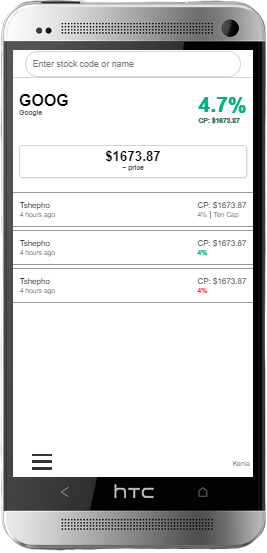 Enter stock code or name
GOOG
4.7%
Google
CP: $1673.87
$1673.87
~ price
Tshepho
CP: $1673.87
4 hours ago
4% | Ten Cap
Tshepho
CP: $1673.87
4 hours ago
4%
Tshepho
CP: $1673.87
4 hours ago
4%
Kenia
hTC